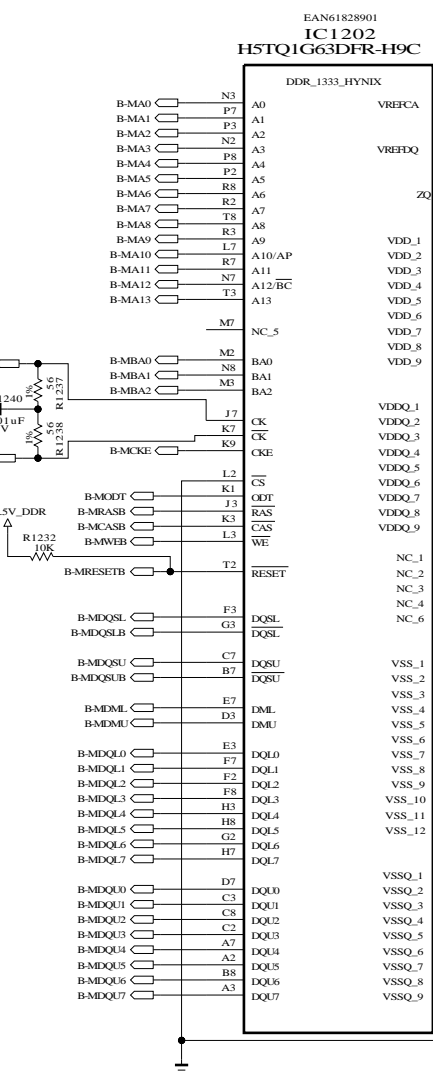 EAN61828901
IC1202
H5TQ1G63DFR-H9C
DDR_1333_HYNIX
B-MA0 N3 A0 VREFCA
B-MA1 P7 A1
B-MA2 P3 A2
B-MA3 N2 A3 VREFDQ
B-MA4 P8 A4
B-MA5 P2 A5
B-MA6 R8 A6 ZQ
B-MA7 R2 A7
B-MA8 T8 A8
B-MA9 R3 A9 VDD_1
B-MA10 L7 A10/AP VDD_2
B-MA11 R7 A11 VDD_3
B-MA12 N7 A12/BC VDD_4
B-MA13 T3 A13 VDD_5
VDD_6
M7 NC_5 VDD_7
VDD_8
B-MBA0 M2 BA0 VDD_9
B-MBA1 N8 BA1
B-MBA2 M3 BA2
1% 56 R1237
VDDQ_1
1240 J7 CK VDDQ_2
01uF K7 CK VDDQ_3
V
1% 56 R1238
B-MCKE K9 CKE VDDQ_4
VDDQ_5
L2 CS VDDQ_6
B-MODT K1 ODT VDDQ_7
B-MRASB J3 RAS VDDQ_8
B-MCASB K3 CAS VDDQ_9
B-MWEB L3 WE
.5V_DDR
R1232
10K
NC_1
B-MRESETB T2 RESET NC_2
NC_3
NC_4
B-MDQSL F3 DQSL NC_6
B-MDQSLB G3 DQSL
B-MDQSU C7 DQSU VSS_1
B-MDQSUB B7 DQSU VSS_2
VSS_3
B-MDML E7 DML VSS_4
B-MDMU D3 DMU VSS_5
VSS_6
B-MDQL0 E3 DQL0 VSS_7
B-MDQL1 F7 DQL1 VSS_8
B-MDQL2 F2 DQL2 VSS_9
B-MDQL3 F8 DQL3 VSS_10
B-MDQL4 H3 DQL4 VSS_11
B-MDQL5 H8 DQL5 VSS_12
B-MDQL6 G2 DQL6
B-MDQL7 H7 DQL7
VSSQ_1
B-MDQU0 D7 DQU0 VSSQ_2
B-MDQU1 C3 DQU1 VSSQ_3
B-MDQU2 C8 DQU2 VSSQ_4
B-MDQU3 C2 DQU3 VSSQ_5
B-MDQU4 A7 DQU4 VSSQ_6
B-MDQU5 A2 DQU5 VSSQ_7
B-MDQU6 B8 DQU6 VSSQ_8
B-MDQU7 A3 DQU7 VSSQ_9